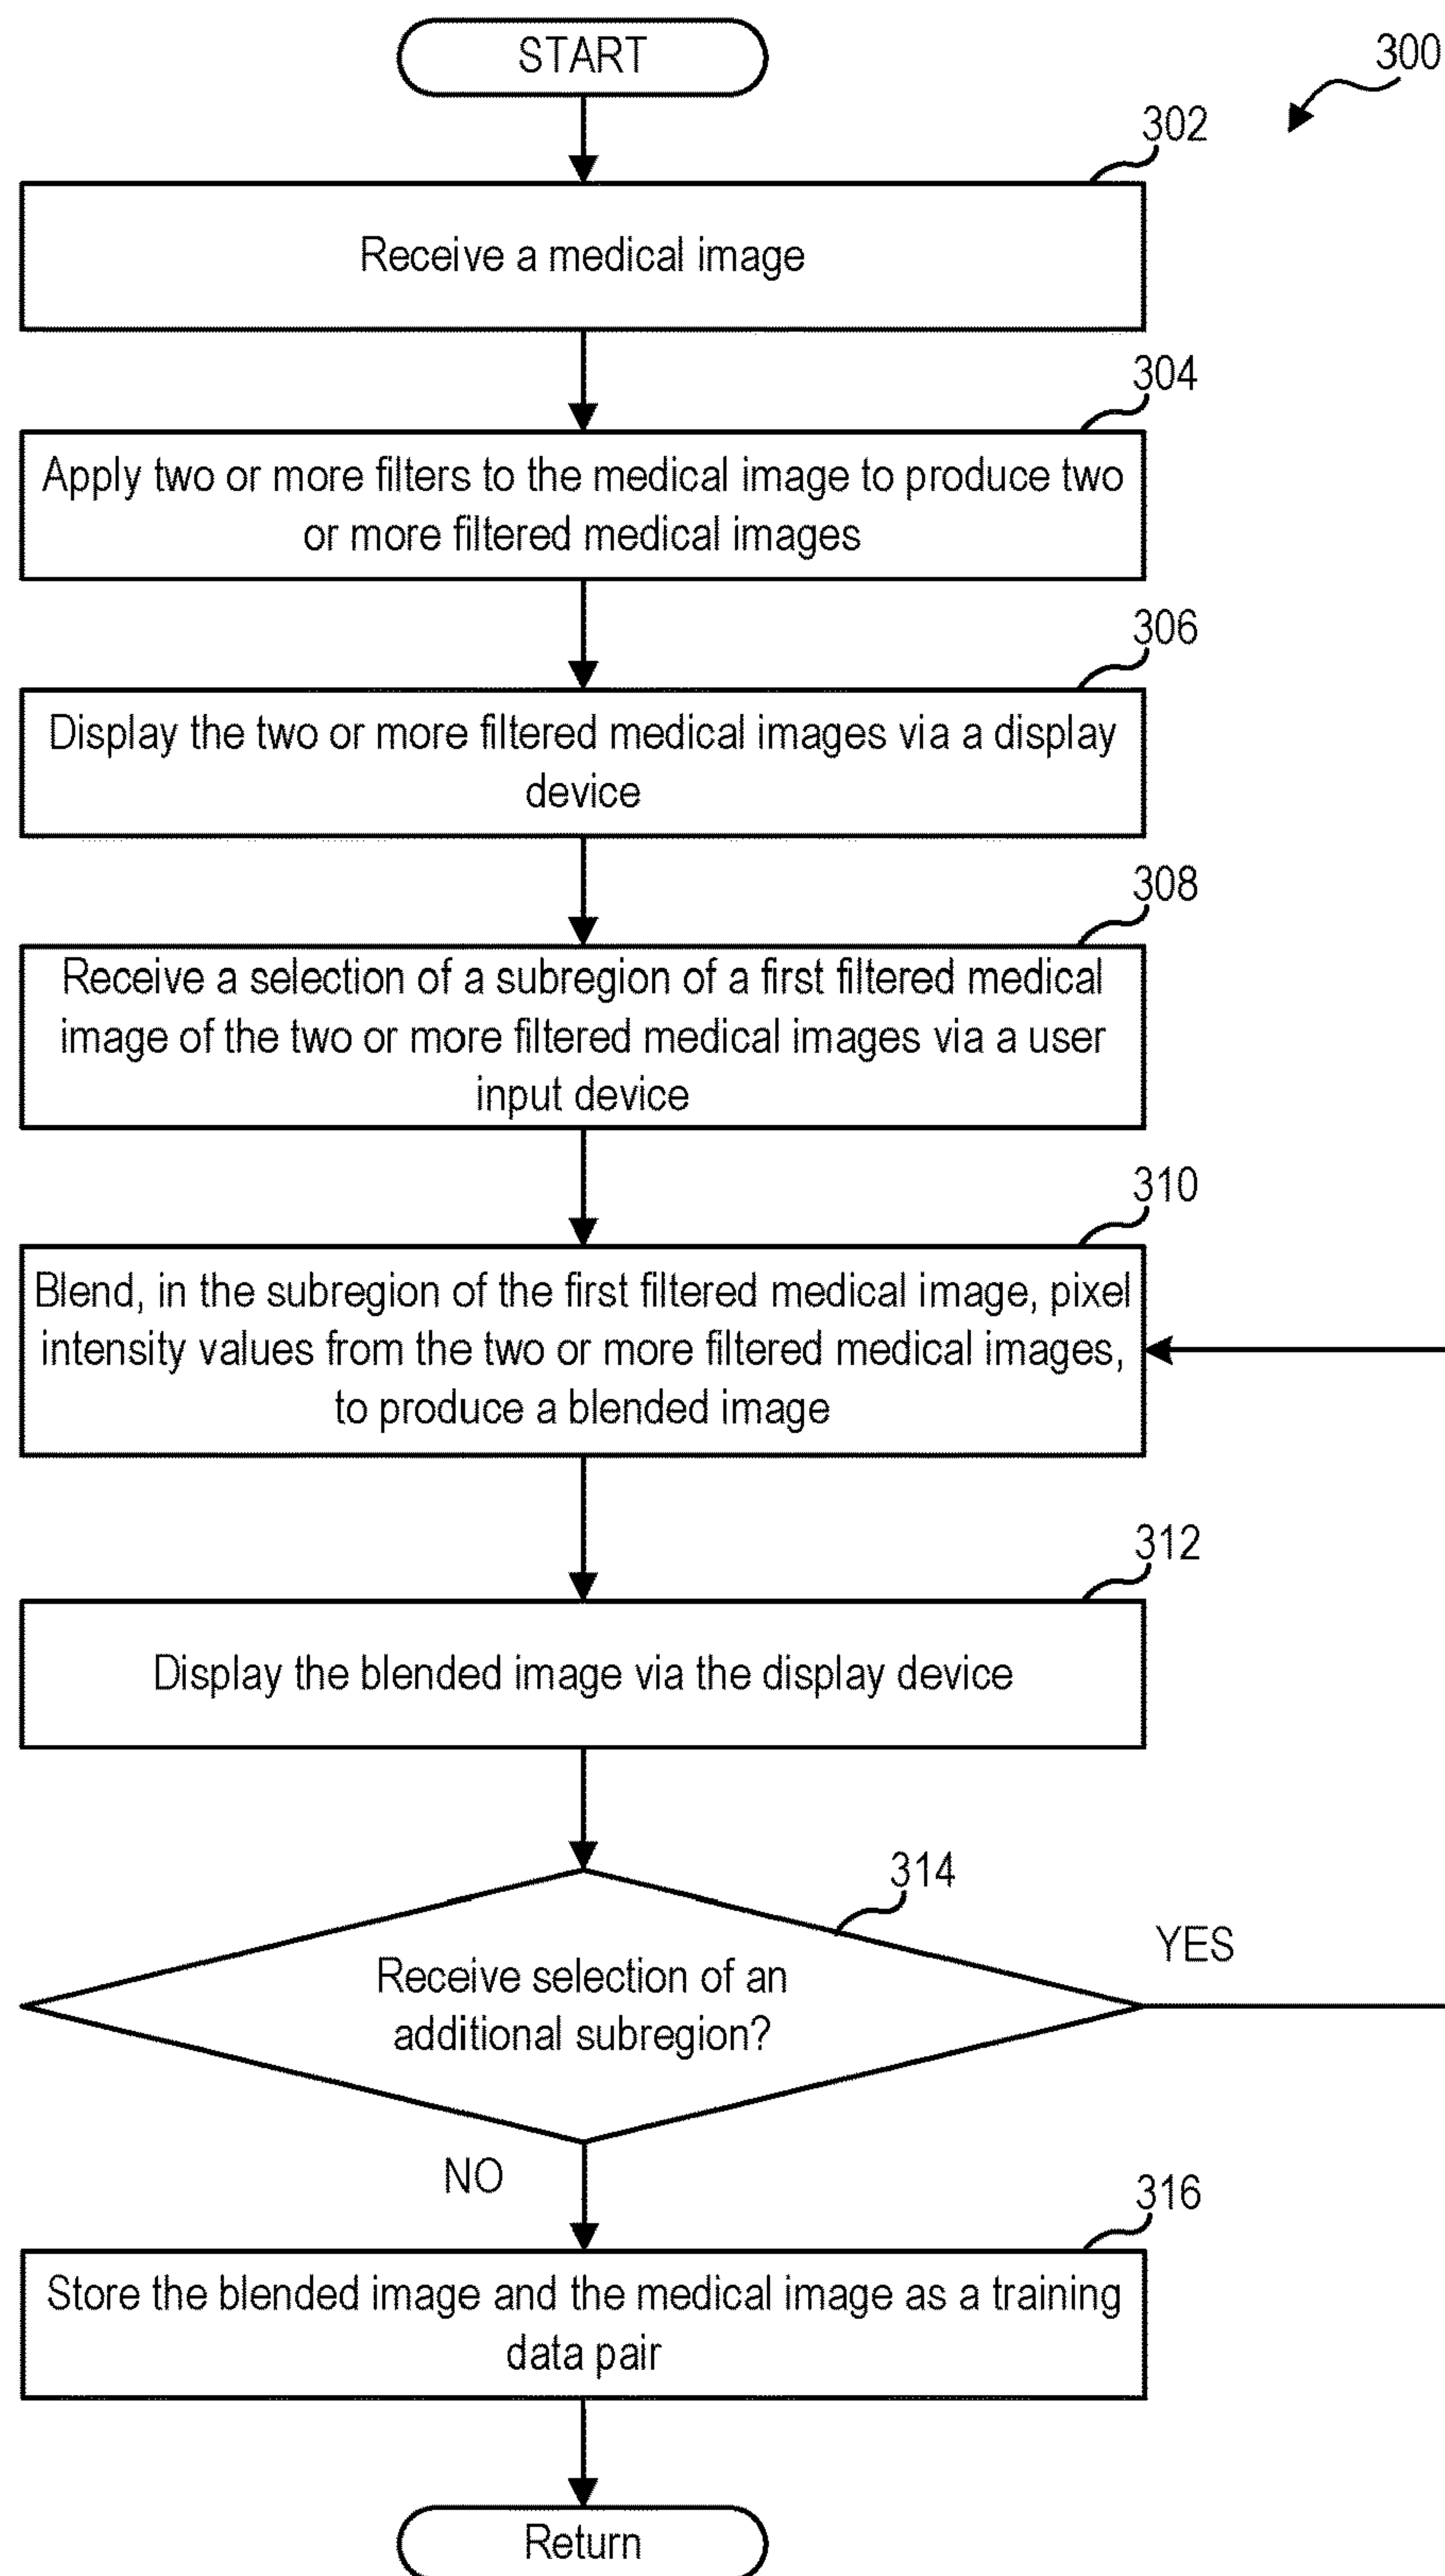 START
300
302
Receive a medical image
304
Apply two or more filters to the medical image to produce two
or more filtered medical images
306
Display the two or more filtered medical images via a display
device
308
Receive a selection of a subregion of a first filtered medical
image of the two or more filtered medical images via a user
input device
310
Blend, in the subregion of the first filtered medical image, pixel
intensity values from the two or more filtered medical images,
to produce a blended image
312
Display the blended image via the display device
314
Receive selection of an
additional subregion?
YES
NO
316
Store the blended image and the medical image as a training
data pair
Return